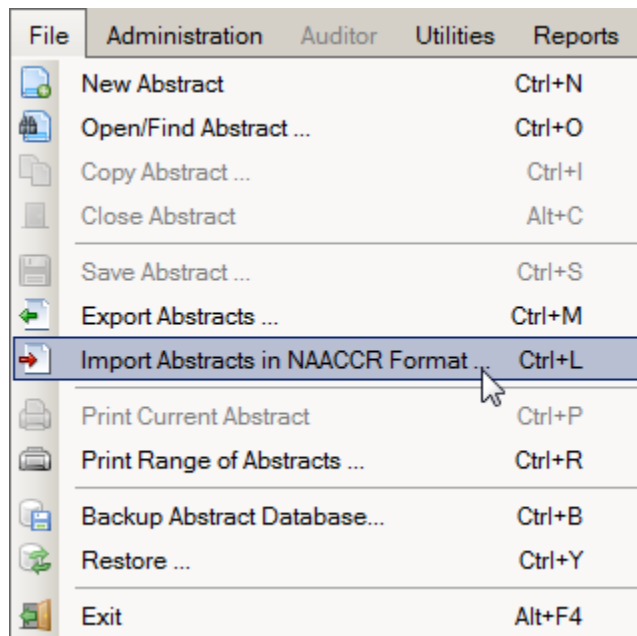 File Administration Auditor Utilities Reports
New Abstract Ctrl+N
Open/Find Abstract ... Ctrl+O
Copy Abstract ... Ctrl+I
Close Abstract Alt+C
Save Abstract ... Ctrl+S
Export Abstracts ... Ctrl+M
Import Abstracts in NAACCR Format ... Ctrl+L
Print Current Abstract Ctrl+P
Print Range of Abstracts ... Ctrl+R
Backup Abstract Database... Ctrl+B
Restore ... Ctrl+Y
Exit Alt+F4